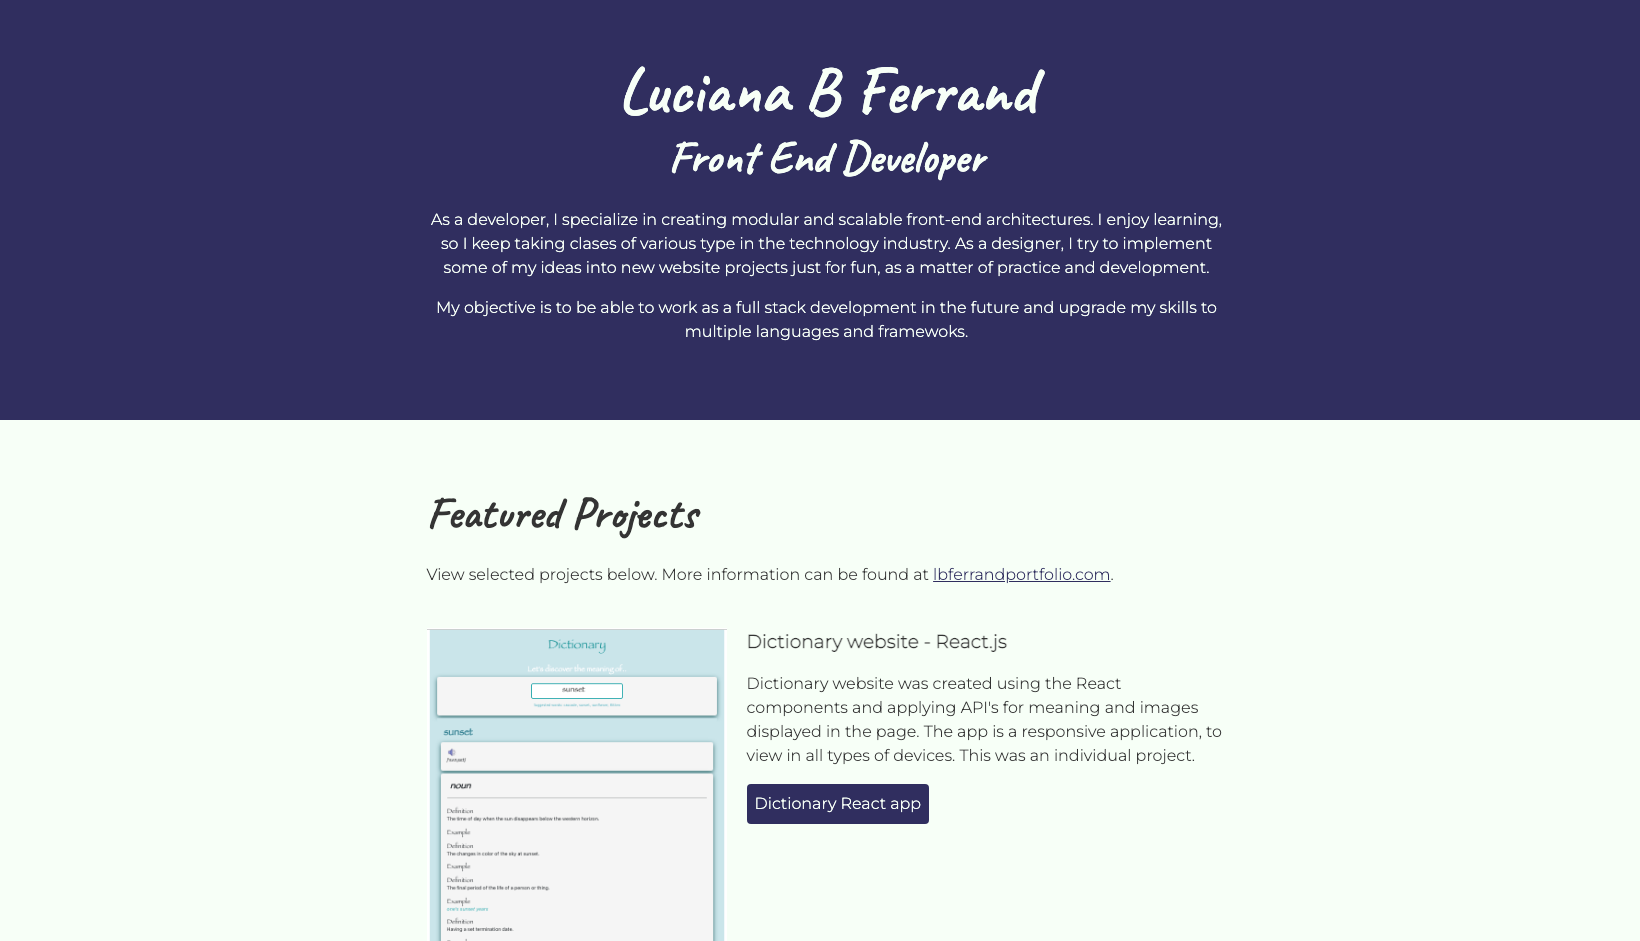 Luciana B Ferrand
Front End Developer
As a developer, I specialize in creating modular and scalable front-end architectures. I enjoy learning,
so I keep taking clases of various type in the technology industry. As a designer, I try to implement
some of my ideas into new website projects just for fun, as a matter of practice and development.
My objective is to be able to work as a full stack development in the future and upgrade my skills to
multiple languages and framewoks.
Featured Projects
View selected projects below. More information can be found at lbferrandportfolio.com.
Dictionary
Let's discover the meaning of...
sunset
sunset
noun
Definition
The time of day when the sun disappears below the western horizon.
Example
Definition
The changes in color of the sky at sunset.
Example
Definition
The final period of the life of a person or thing.
Example
one's sunset years
Definition
Having a set termination date.
Dictionary website - React.js
Dictionary website was created using the React
components and applying API's for meaning and images
displayed in the page. The app is a responsive application, to
view in all types of devices. This was an individual project.
Dictionary React app